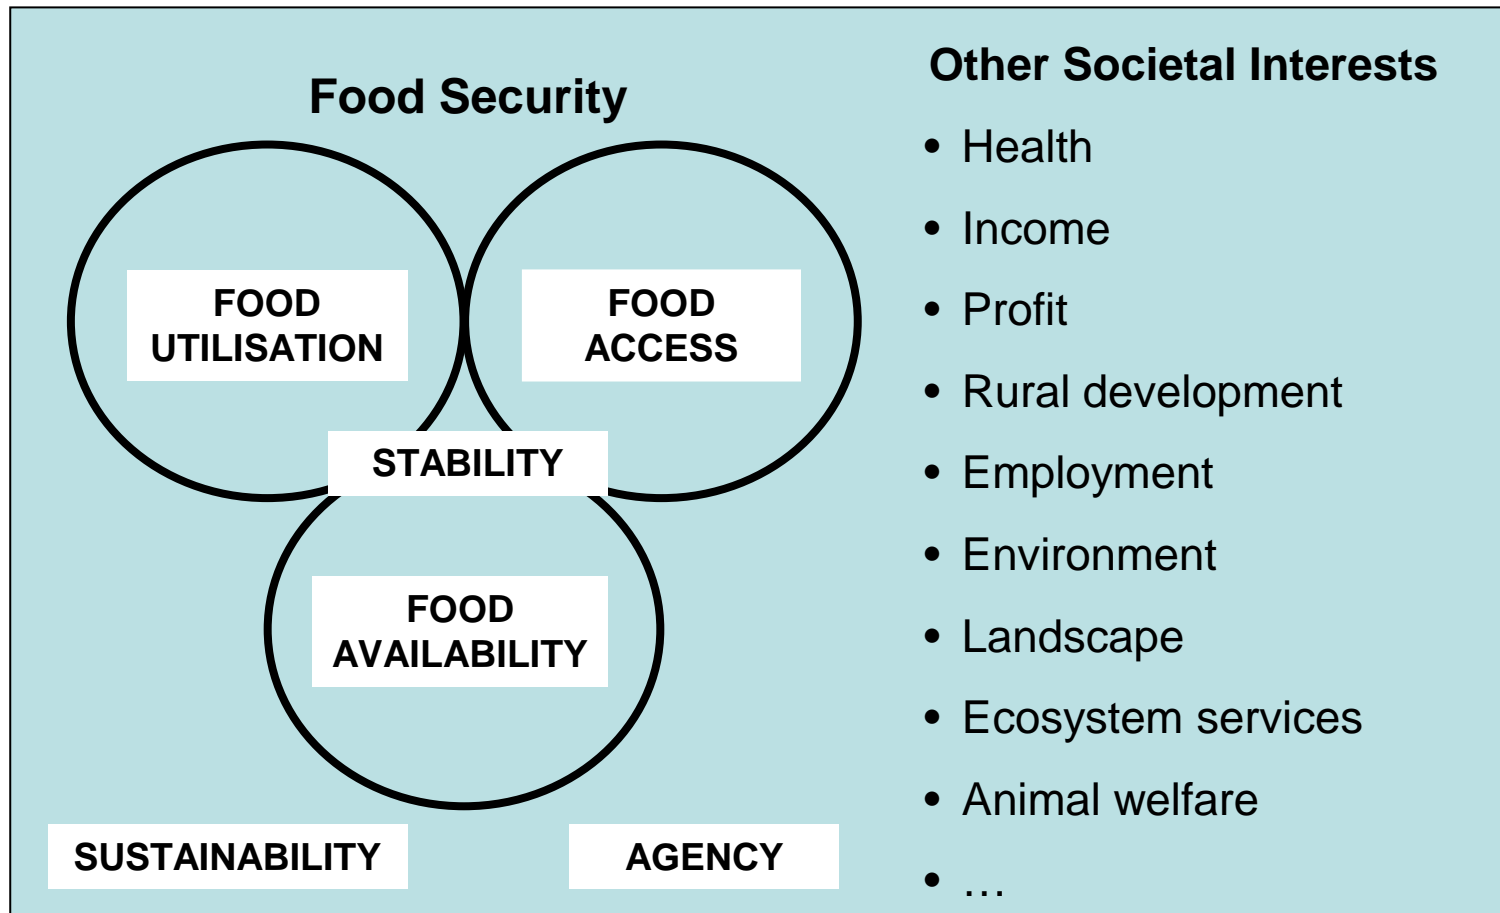 Food Security
FOOD
UTILISATION
FOOD
ACCESS
STABILITY
FOOD
AVAILABILITY
SUSTAINABILITY
AGENCY
Other Societal Interests
• Health
• Income
• Profit
• Rural development
• Employment
• Environment
• Landscape
• Ecosystem services
• Animal welfare
• …